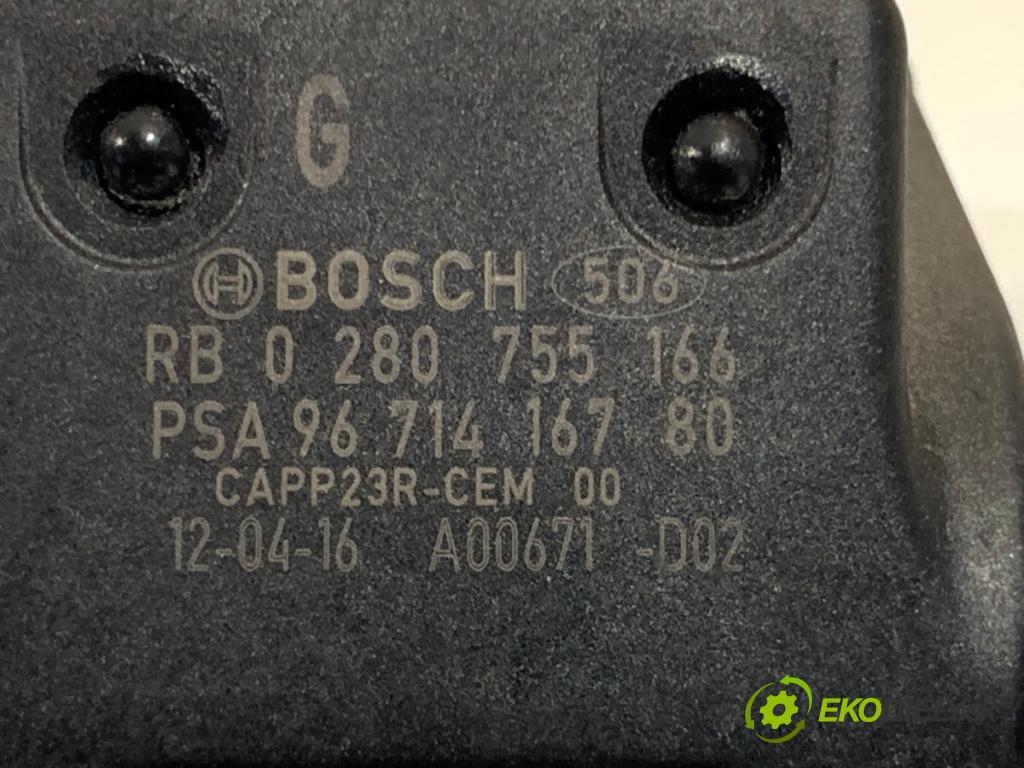 G
BOSCH 506
RB 0 280 755 166
PSA 96 714 167 80
CAPP23R-CEM 00
12-04-16 A00671 -D02
EKO